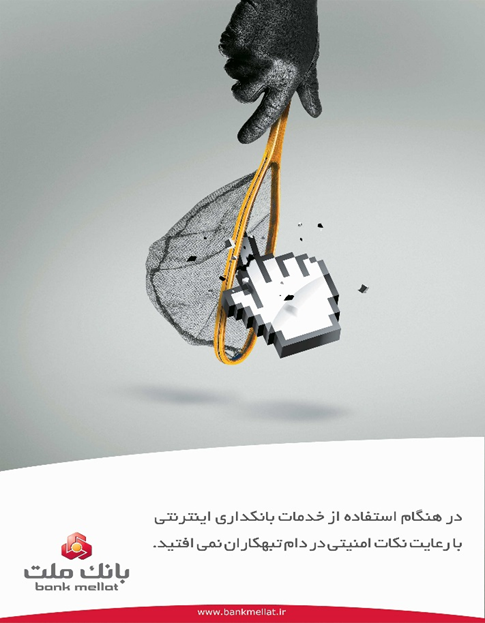 در هنگام استفاده از خدمات بانکداری اینترنتی
با رعایت نکات امنیتی در دام تبهکاران نمی افتید.
بانک ملت
bank mellat
www.bankmellat.ir